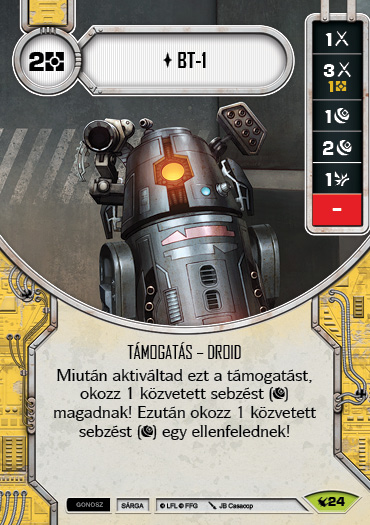 2
BT-1
1
3
1
1
2
1
-
TÁMOGATÁS – DROID
Miután aktiváltad ezt a támogatást,
okozz 1 közvetett sebzést ( )
magadnak! Ezután okozz 1 közvetett
sebzést ( ) egy ellenfelednek!
GONOSZ SÁRGA © LFL © FFG JB Casacop 24